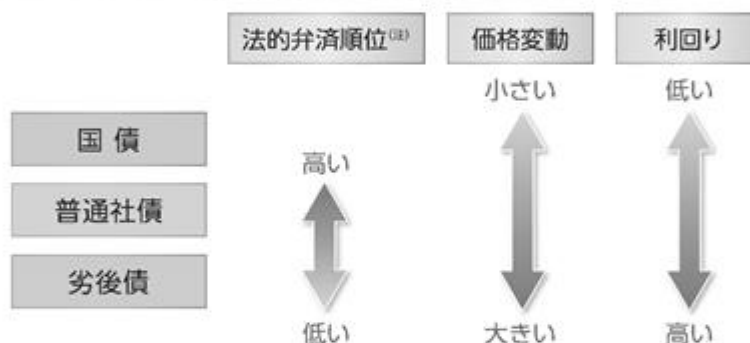 法的弁済順位(注) 価格変動 利回り
小さい 低い
国債
高い
普通社債
劣後債
低い 大きい 高い